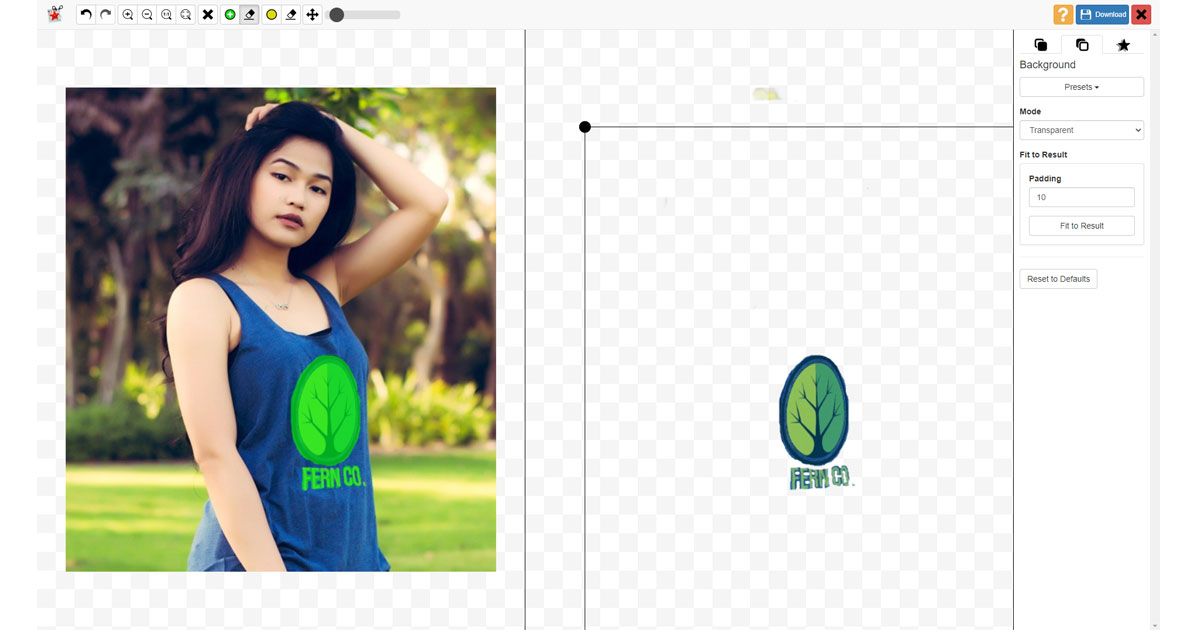 ? Download
Background
Presets
Mode
Transparent
Fit to Result
Padding
10
Fit to Result
Reset to Defaults
FERN CO.
FERN CO.